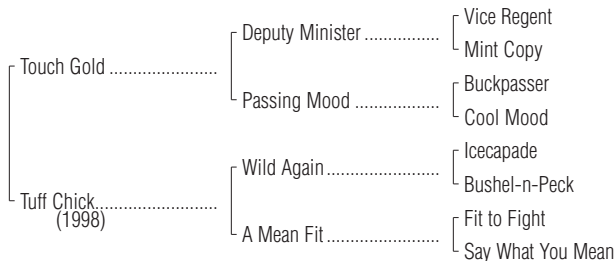 Vice Regent
Deputy Minister ..................
Mint Copy
Touch Gold .......................
Buckpasser
Passing Mood ..................
Cool Mood
Icecapade
Wild Again ........................
Bushel-n-Peck
Tuff Chick..........................
(1998)
Fit to Fight
A Mean Fit ........................
Say What You Mean